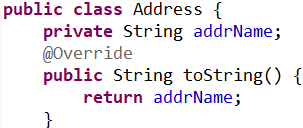 public class Address {
    private String addrName;
    @Override
    public String toString() {
        return addrName;
    }